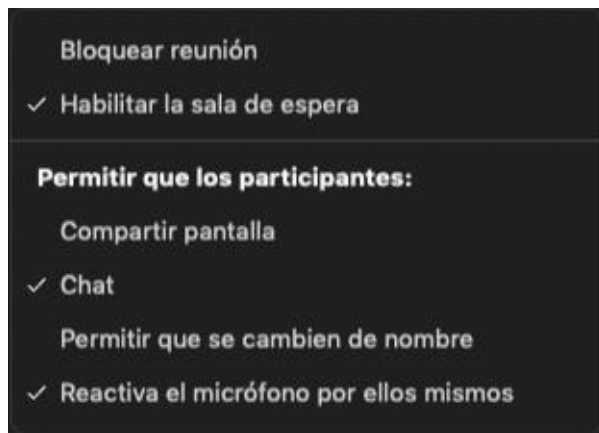 Bloquear reunión
✓ Habilitar la sala de espera
Permitir que los participantes:
Compartir pantalla
✓ Chat
Permitir que se cambien de nombre
✓ Reactiva el micrófono por ellos mismos